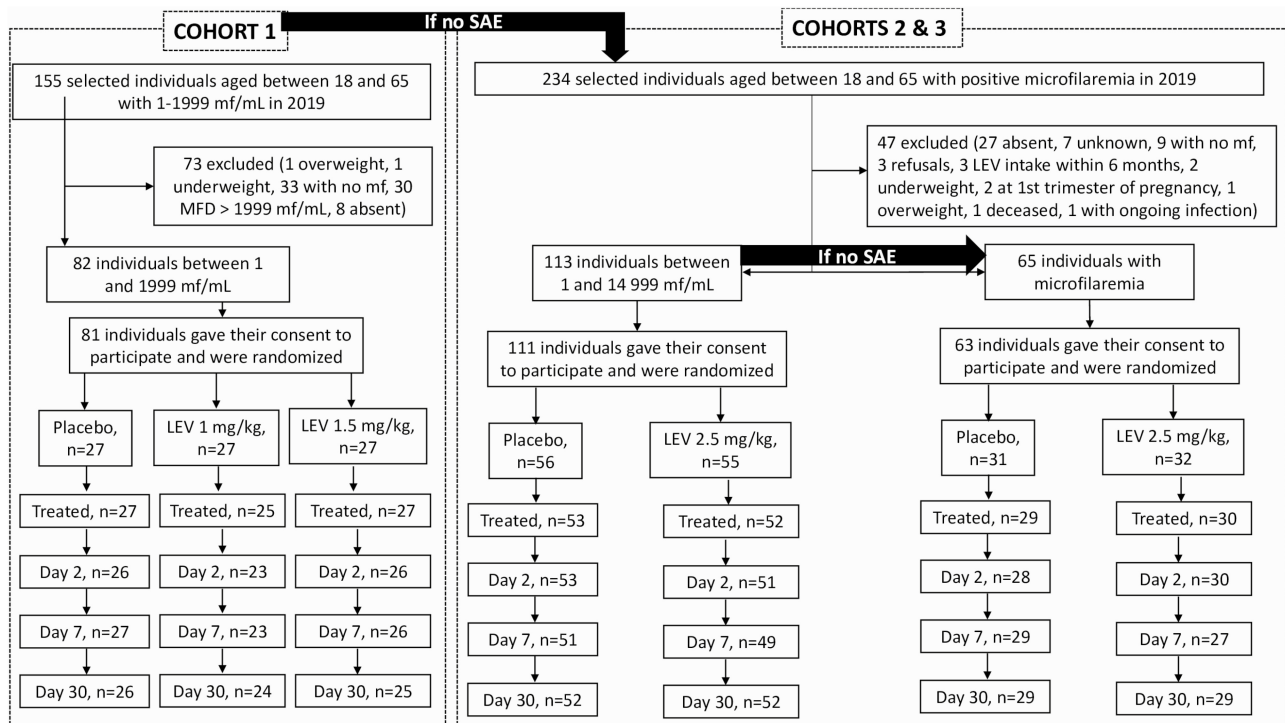 COHORT 1
If no SAE
COHORTS 2 & 3
155 selected individuals aged between 18 and 65
with 1-1999 mf/mL in 2019
73 excluded (1 overweight, 1
underweight, 33 with no mf, 30
MFD > 1999 mf/mL, 8 absent)
82 individuals between 1
and 1999 mf/mL
81 individuals gave their consent to
participate and were randomized
Placebo,
n=27
LEV 1 mg/kg,
n=27
LEV 1.5 mg/kg,
n=27
Treated, n=27
Treated, n=25
Treated, n=27
Day 2, n=26
Day 2, n=23
Day 2, n=26
Day 7, n=27
Day 7, n=23
Day 7, n=26
Day 30, n=26
Day 30, n=24
Day 30, n=25
234 selected individuals aged between 18 and 65 with positive microfilaremia in 2019
47 excluded (27 absent, 7 unknown, 9 with no mf,
3 refusals, 3 LEV intake within 6 months, 2
underweight, 2 at 1st trimester of pregnancy, 1
overweight, 1 deceased, 1 with ongoing infection)
113 individuals between
1 and 14 999 mf/mL
If no SAE
65 individuals with
microfilaremia
111 individuals gave their consent
to participate and were randomized
63 individuals gave their consent to
participate and were randomized
Placebo,
n=56
LEV 2.5 mg/kg,
n=55
Placebo,
n=31
LEV 2.5 mg/kg,
n=32
Treated, n=53
Treated, n=52
Treated, n=29
Treated, n=30
Day 2, n=53
Day 2, n=51
Day 2, n=28
Day 2, n=30
Day 7, n=51
Day 7, n=49
Day 7, n=29
Day 7, n=27
Day 30, n=52
Day 30, n=52
Day 30, n=29
Day 30, n=29